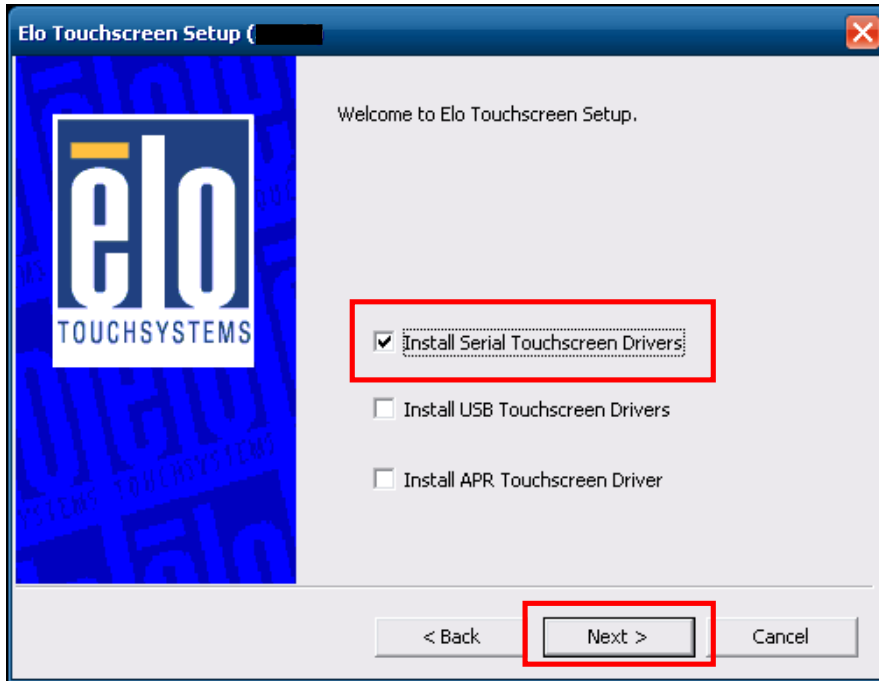 Elo Touchscreen Setup (
Welcome to Elo Touchscreen Setup.
ēlo
TOUCHSYSTEMS
Install Serial Touchscreen Drivers
Install USB Touchscreen Drivers
Install APR Touchscreen Driver
< Back
Next >
Cancel